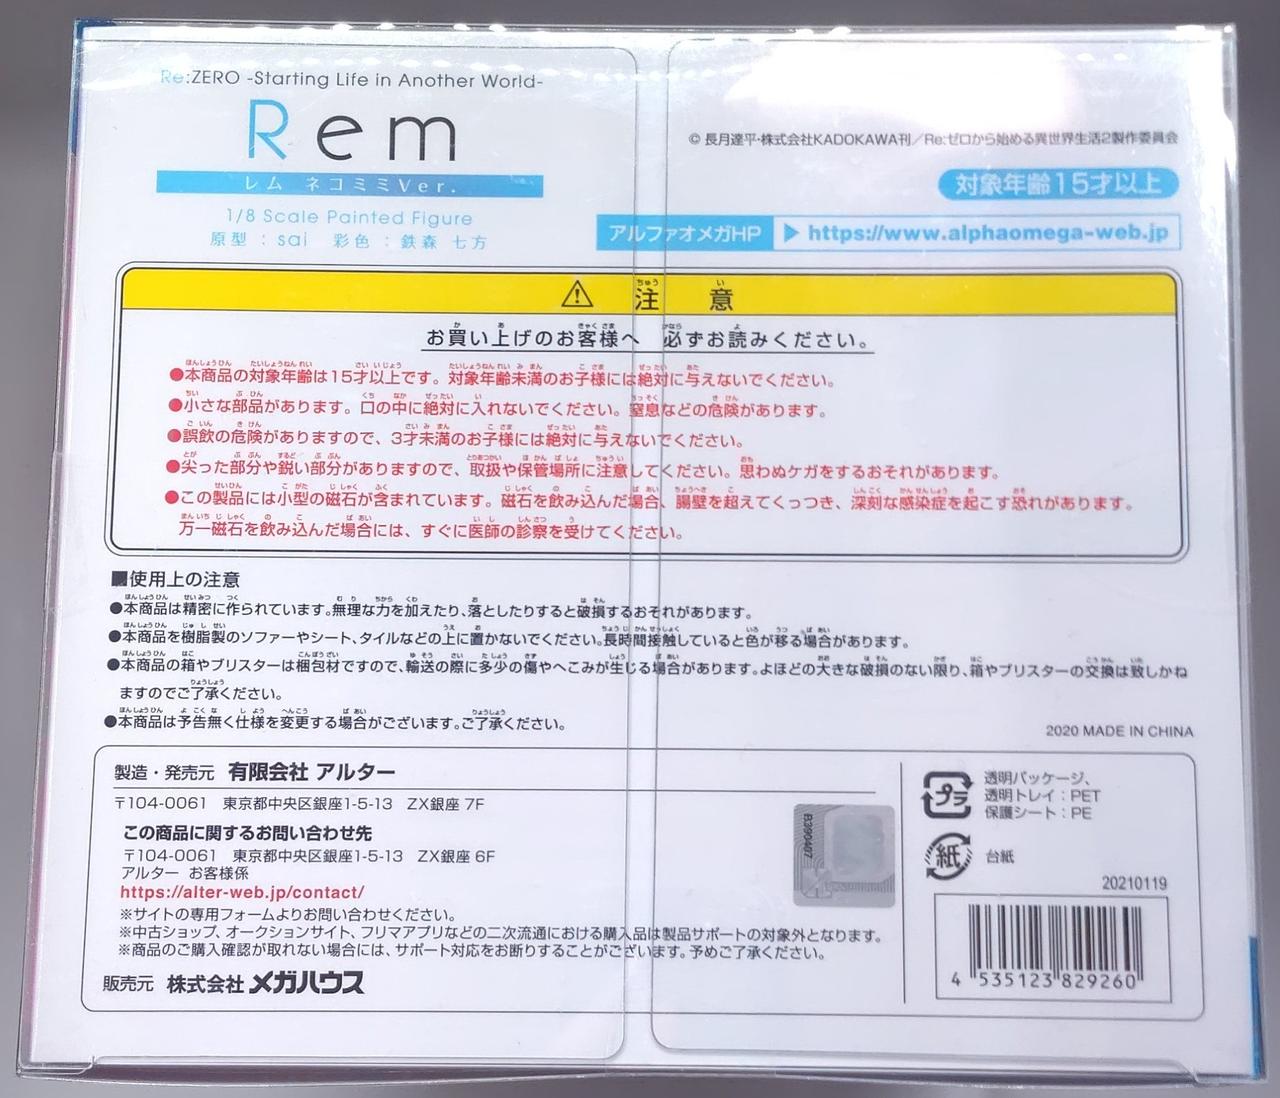 Re:ZERO -Starting Life in Another World-
Rem
レム ネコミミVer.
1/8 Scale Painted Figure
原型：sai 彩色：鉄森 七方
© 長月達平・株式会社KADOKAWA刊／Re:ゼロから始める異世界生活2製作委員会
対象年齢15才以上
アルファオメガHP ▶ https://www.alphaomega-web.jp
⚠ 注意
お買い上げのお客様へ 必ずお読みください。
●本商品の対象年齢は15才以上です。対象年齢未満のお子様には絶対に与えないでください。
●小さな部品があります。口の中に絶対に入れないでください。窒息などの危険があります。
●誤飲の危険がありますので、3才未満のお子様には絶対に与えないでください。
●尖った部分や鋭い部分がありますので、取扱や保管場所に注意してください。思わぬケガをするおそれがあります。
●この製品には小型の磁石が含まれています。磁石を飲み込んだ場合、腸壁を超えてくっつき、深刻な感染症を起こす恐れがあります。
万一磁石を飲み込んだ場合には、すぐに医師の診察を受けてください。
■使用上の注意
●本商品は精密に作られています。無理な力を加えたり、落としたりすると破損するおそれがあります。
●本商品を樹脂製のソファーやシート、タイルなどの上に置かないでください。長時間接触していると色が移る場合があります。
●本商品の箱やブリスターは梱包材ですので、輸送の際に多少の傷やへこみが生じる場合があります。よほどの大きな破損のない限り、箱やブリスターの交換は致しかね
ますのでご了承ください。
●本商品は予告無く仕様を変更する場合がございます。ご了承ください。
2020 MADE IN CHINA
製造・発売元 有限会社 アルター
〒104-0061 東京都中央区銀座1-5-13 ZX銀座 7F
この商品に関するお問い合わせ先
〒104-0061 東京都中央区銀座1-5-13 ZX銀座 6F
アルター お客様係
https://alter-web.jp/contact/
※サイトの専用フォームよりお問い合わせください。
※中古ショップ、オークションサイト、フリマアプリなどの二次流通における購入品は製品サポートの対象外となります。
※商品のご購入確認が取れない場合には、サポート対応をお断りすることがございます。予めご了承ください。
販売元 株式会社 メガハウス
B390407
プラ
透明パッケージ、
透明トレイ：PET
保護シート：PE
紙
台紙
20210119
4 535123 829260